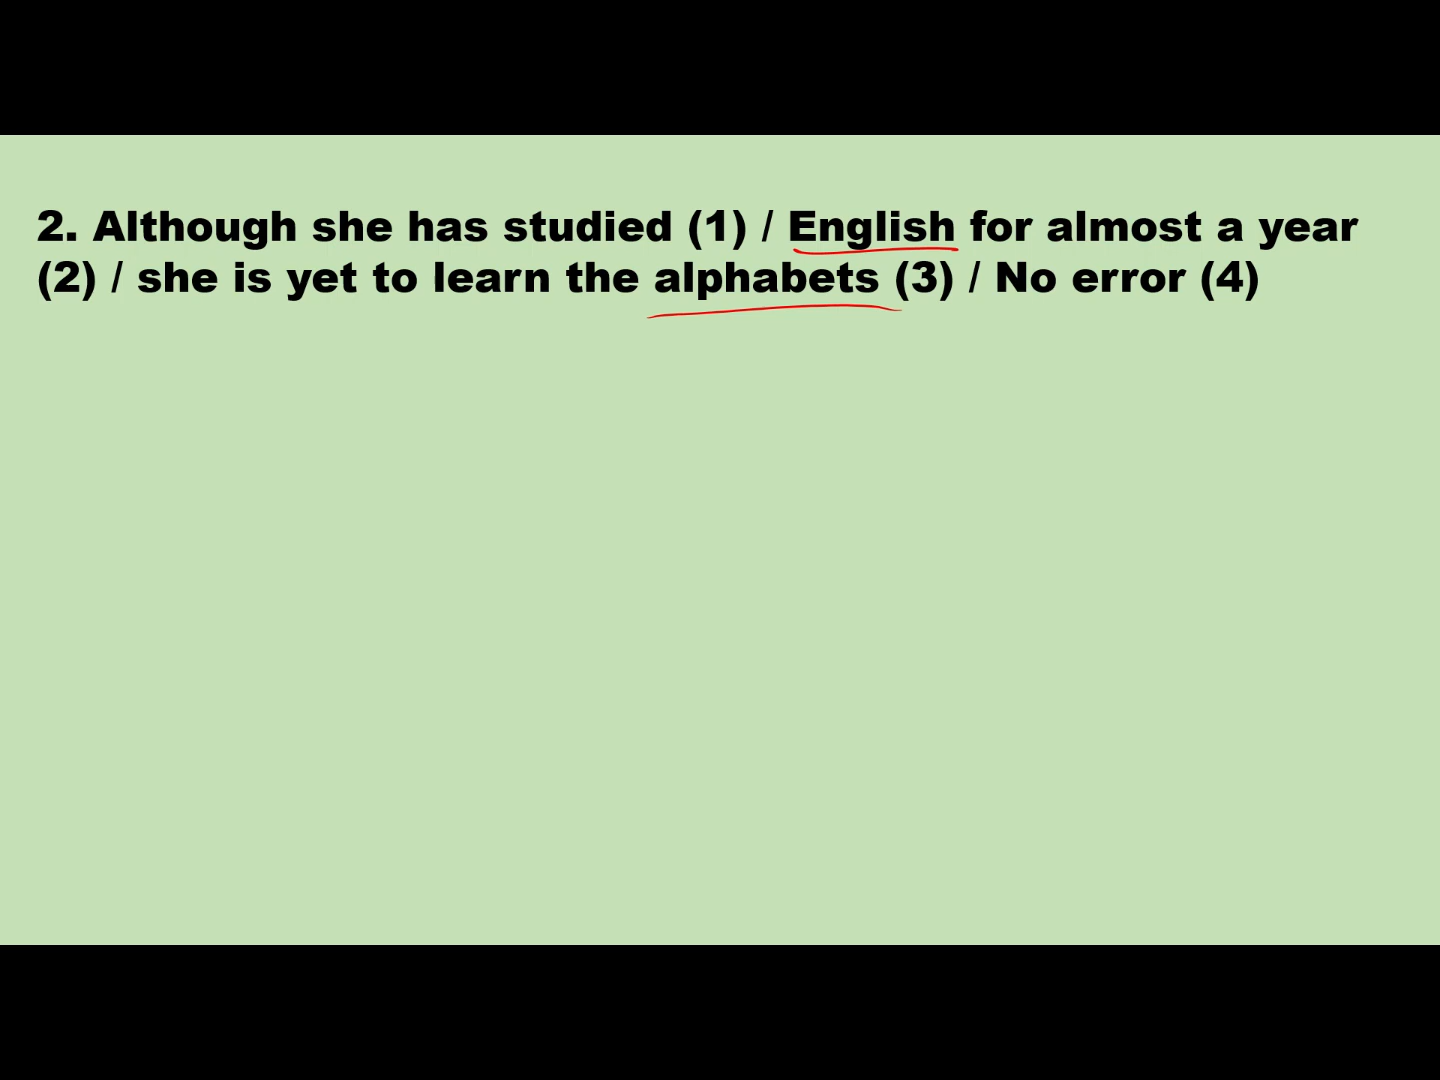 2. Although she has studied (1) / English for almost a year
(2) / she is yet to learn the alphabets (3) / No error (4)